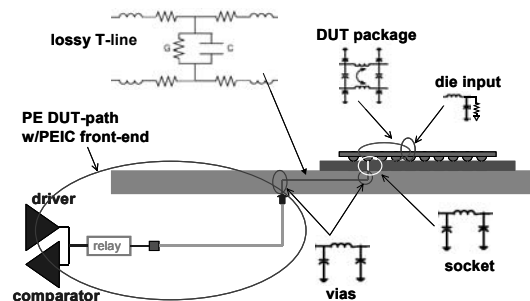 lossy T-line
G
C
DUT package
die input
PE DUT-path
w/PEIC front-end
driver
relay
comparator
vias
socket